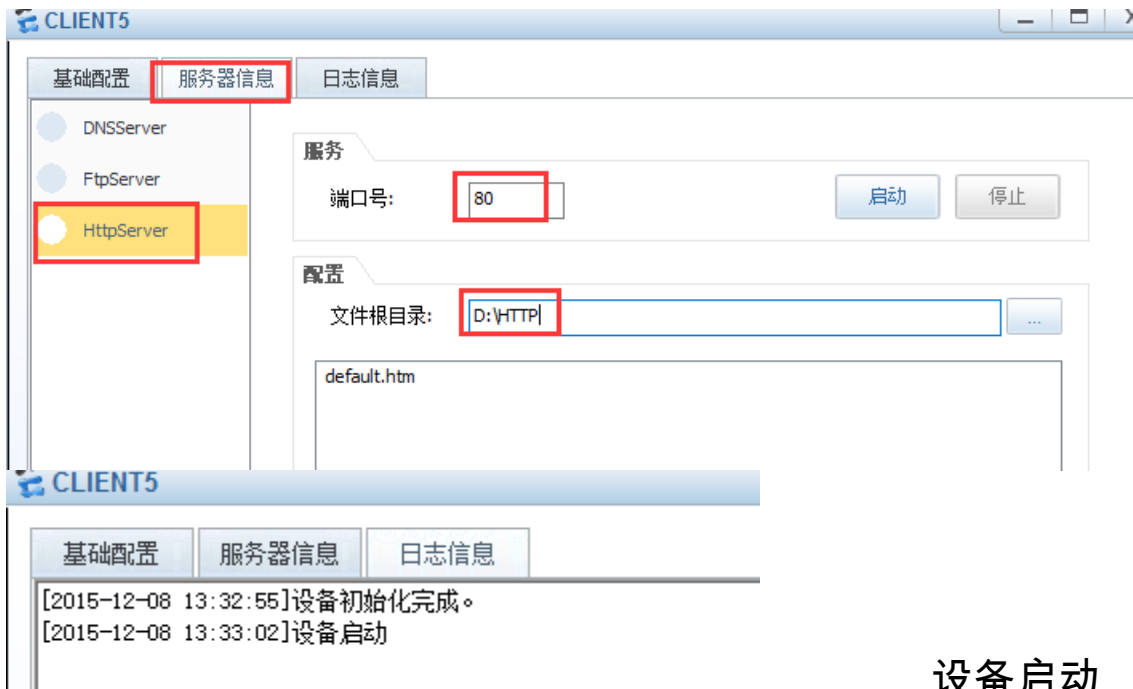 CLIENT5
基础配置 服务器信息 日志信息
DNSServer
FtpServer
HttpServer
服务
端口号: 80 启动 停止
配置
文件根目录: D:\HTTP ...
default.htm
CLIENT5
基础配置 服务器信息 日志信息
[2015-12-08 13:32:55]设备初始化完成。
[2015-12-08 13:33:02]设备启动
设备启动